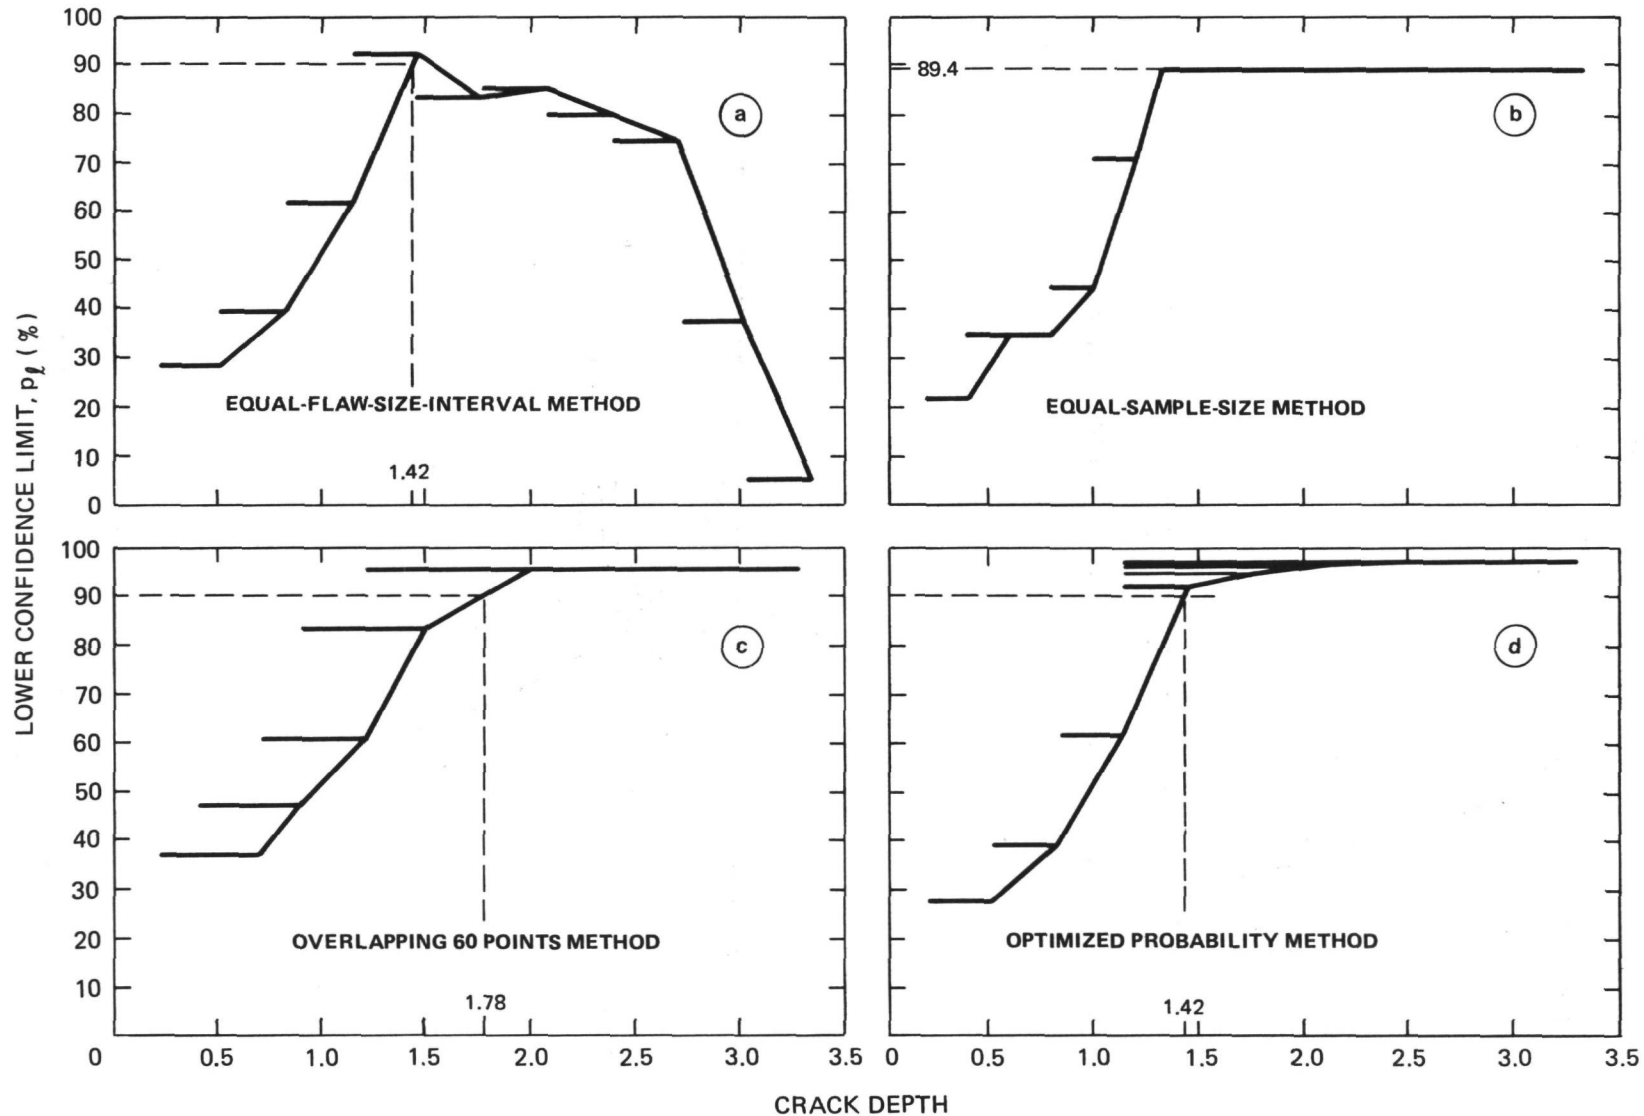 LOWER CONFIDENCE LIMIT, pℓ (%)
100
90
80
70
60
50
40
30
20
10
0
a
EQUAL-FLAW-SIZE-INTERVAL METHOD
1.42
89.4
b
EQUAL-SAMPLE-SIZE METHOD
100
90
80
70
60
50
40
30
20
10
0 0.5 1.0 1.5 2.0 2.5 3.0 3.5
c
OVERLAPPING 60 POINTS METHOD
1.78
d
OPTIMIZED PROBABILITY METHOD
1.42
0 0.5 1.0 1.5 2.0 2.5 3.0 3.5
CRACK DEPTH